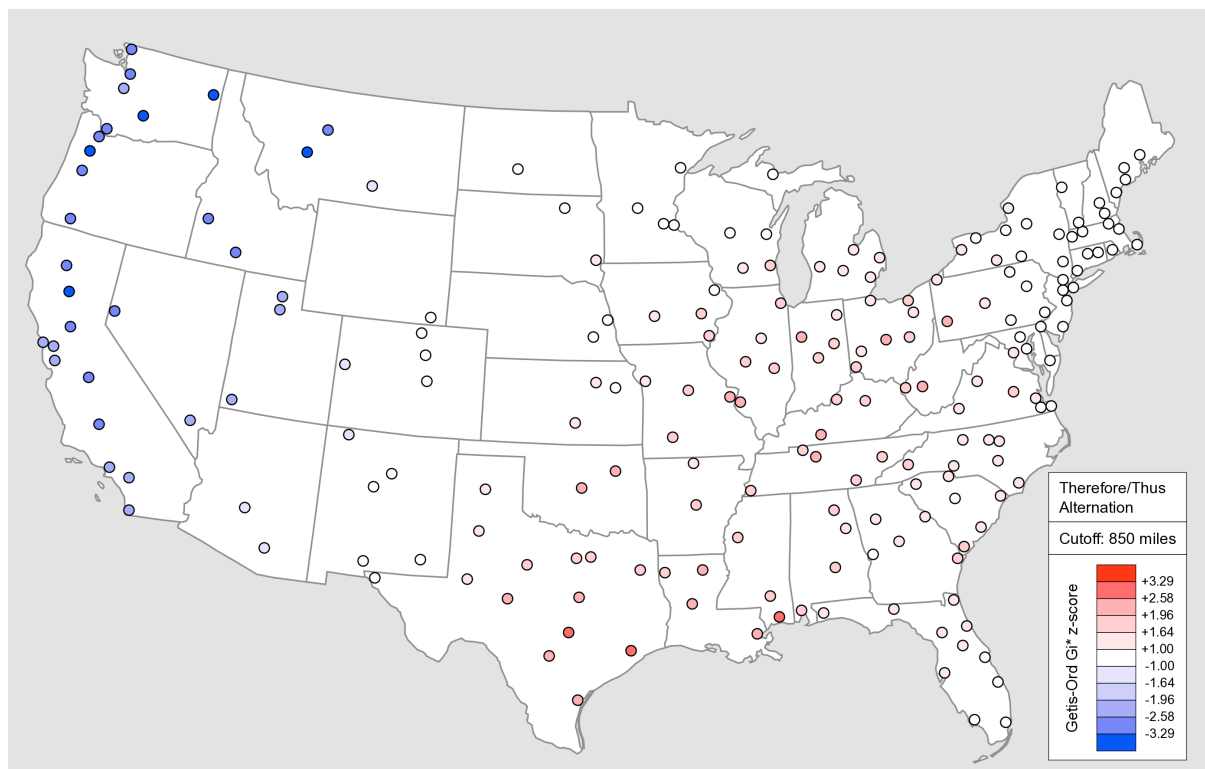 Therefore/Thus
Alternation
Cutoff: 850 miles
Getis-Ord Gi* z-score
+3.29
+2.58
+1.96
+1.64
+1.00
-1.00
-1.64
-1.96
-2.58
-3.29